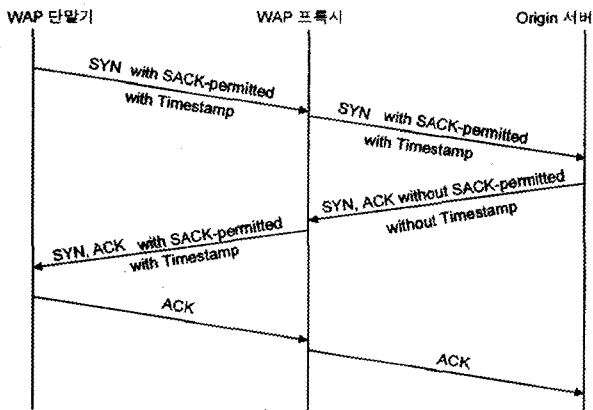 WAP 단말기
WAP 프록시
Origin 서버
SYN with SACK-permitted
with Timestamp
SYN with SACK-permitted
with Timestamp
SYN, ACK without SACK-permitted
without Timestamp
SYN, ACK with SACK-permitted
with Timestamp
ACK
ACK